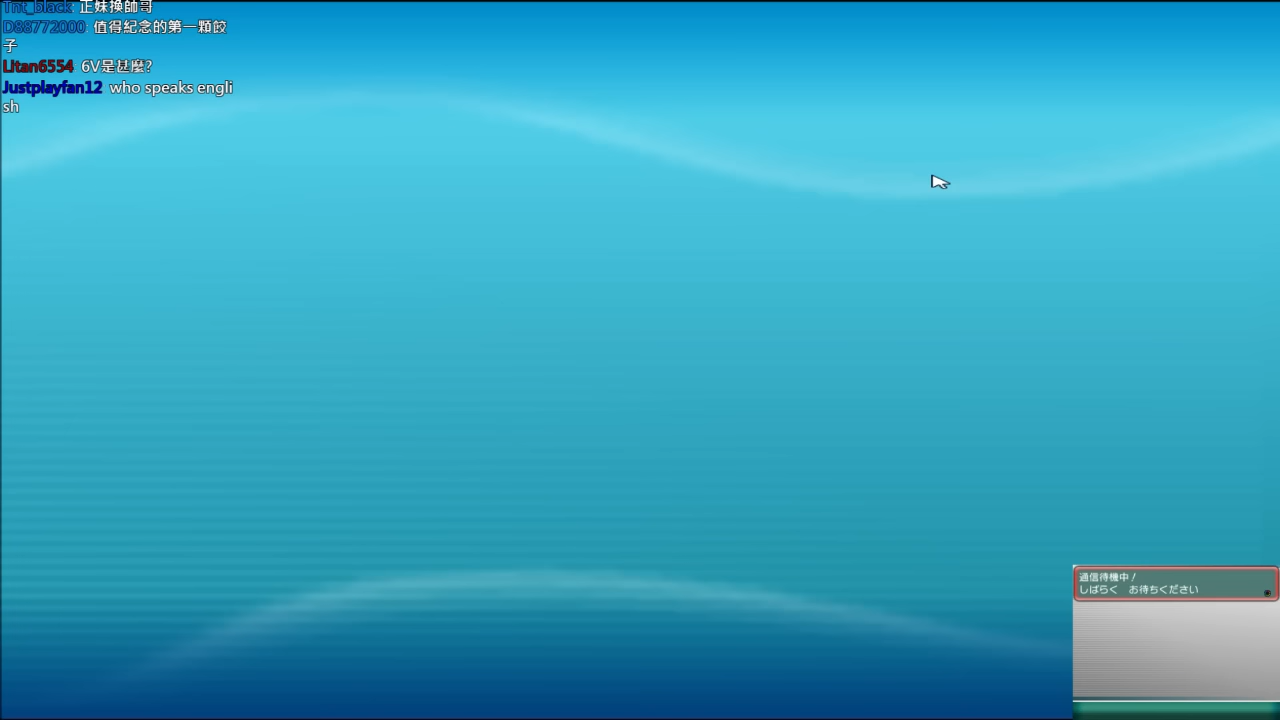 Tnt_black 正妹換帥哥
D88772000 值得紀念的第一顆餃
子
Litan6554 6V是甚麼?
Justplayfan12 who speaks engli
sh
通信待機中!
しばらく お待ちください